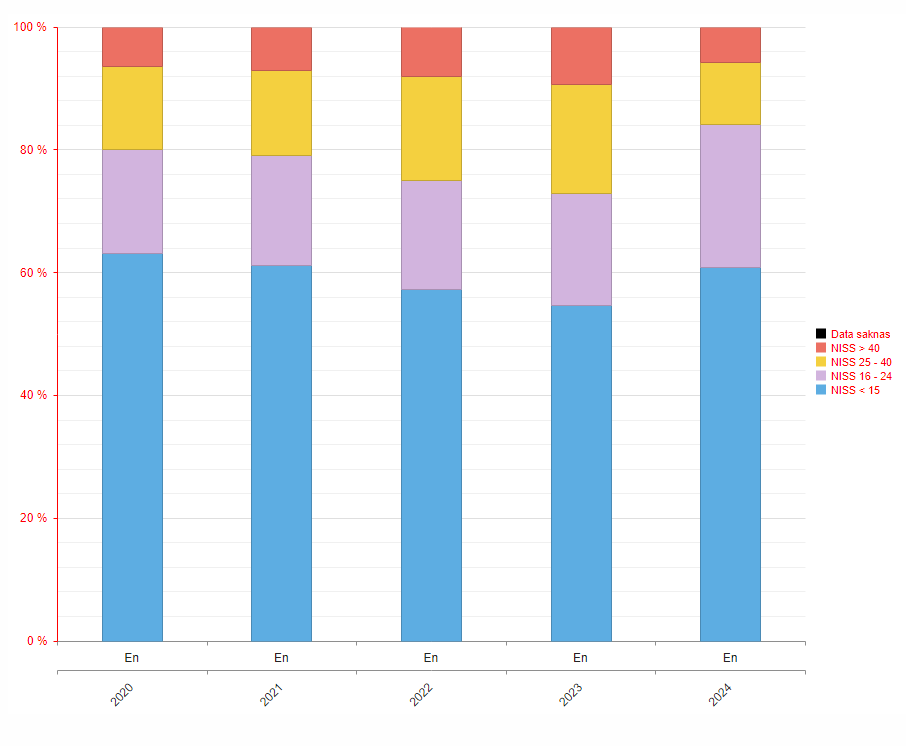 100 %
80 %
60 %
40 %
20 %
0 %
Data saknas
NISS > 40
NISS 25 - 40
NISS 16 - 24
NISS < 15
En En En En En
2020 2021 2022 2023 2024